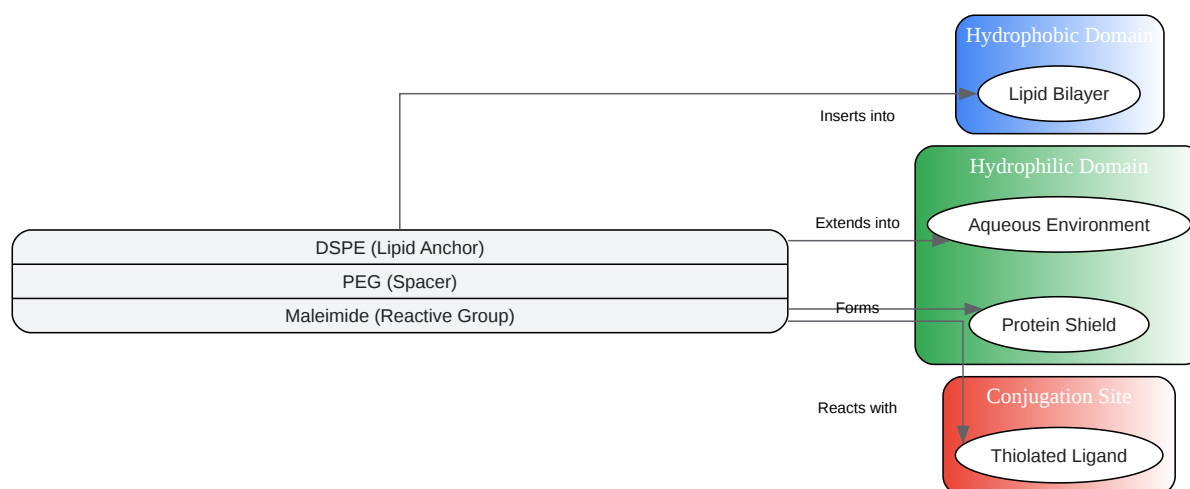 Hydrophobic Domain
Lipid Bilayer
Inserts into
Hydrophilic Domain
Extends into
Aqueous Environment
DSPE (Lipid Anchor)
PEG (Spacer)
Maleimide (Reactive Group)
Forms
Protein Shield
Conjugation Site
Reacts with
Thiolated Ligand